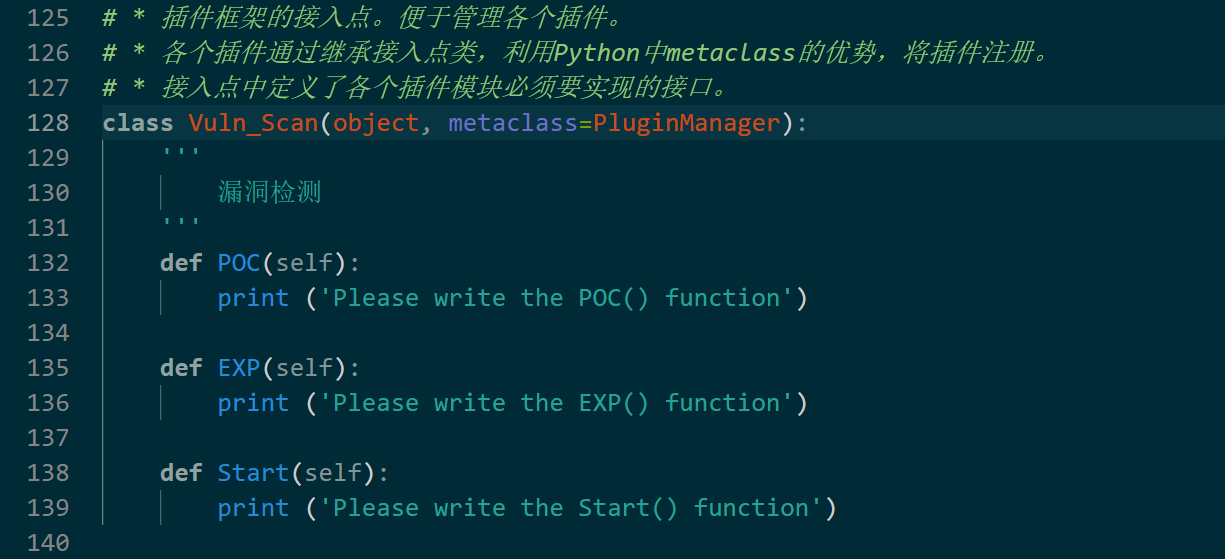 125 # * 插件框架的接入点。便于管理各个插件。
126 # * 各个插件通过继承接入点类，利用Python中metaclass的优势，将插件注册。
127 # * 接入点中定义了各个插件模块必须要实现的接口。
128 class Vuln_Scan(object, metaclass=PluginManager):
129     '''
130         漏洞检测
131     '''
132     def POC(self):
133         print ('Please write the POC() function')
134
135     def EXP(self):
136         print ('Please write the EXP() function')
137
138     def Start(self):
139         print ('Please write the Start() function')
140